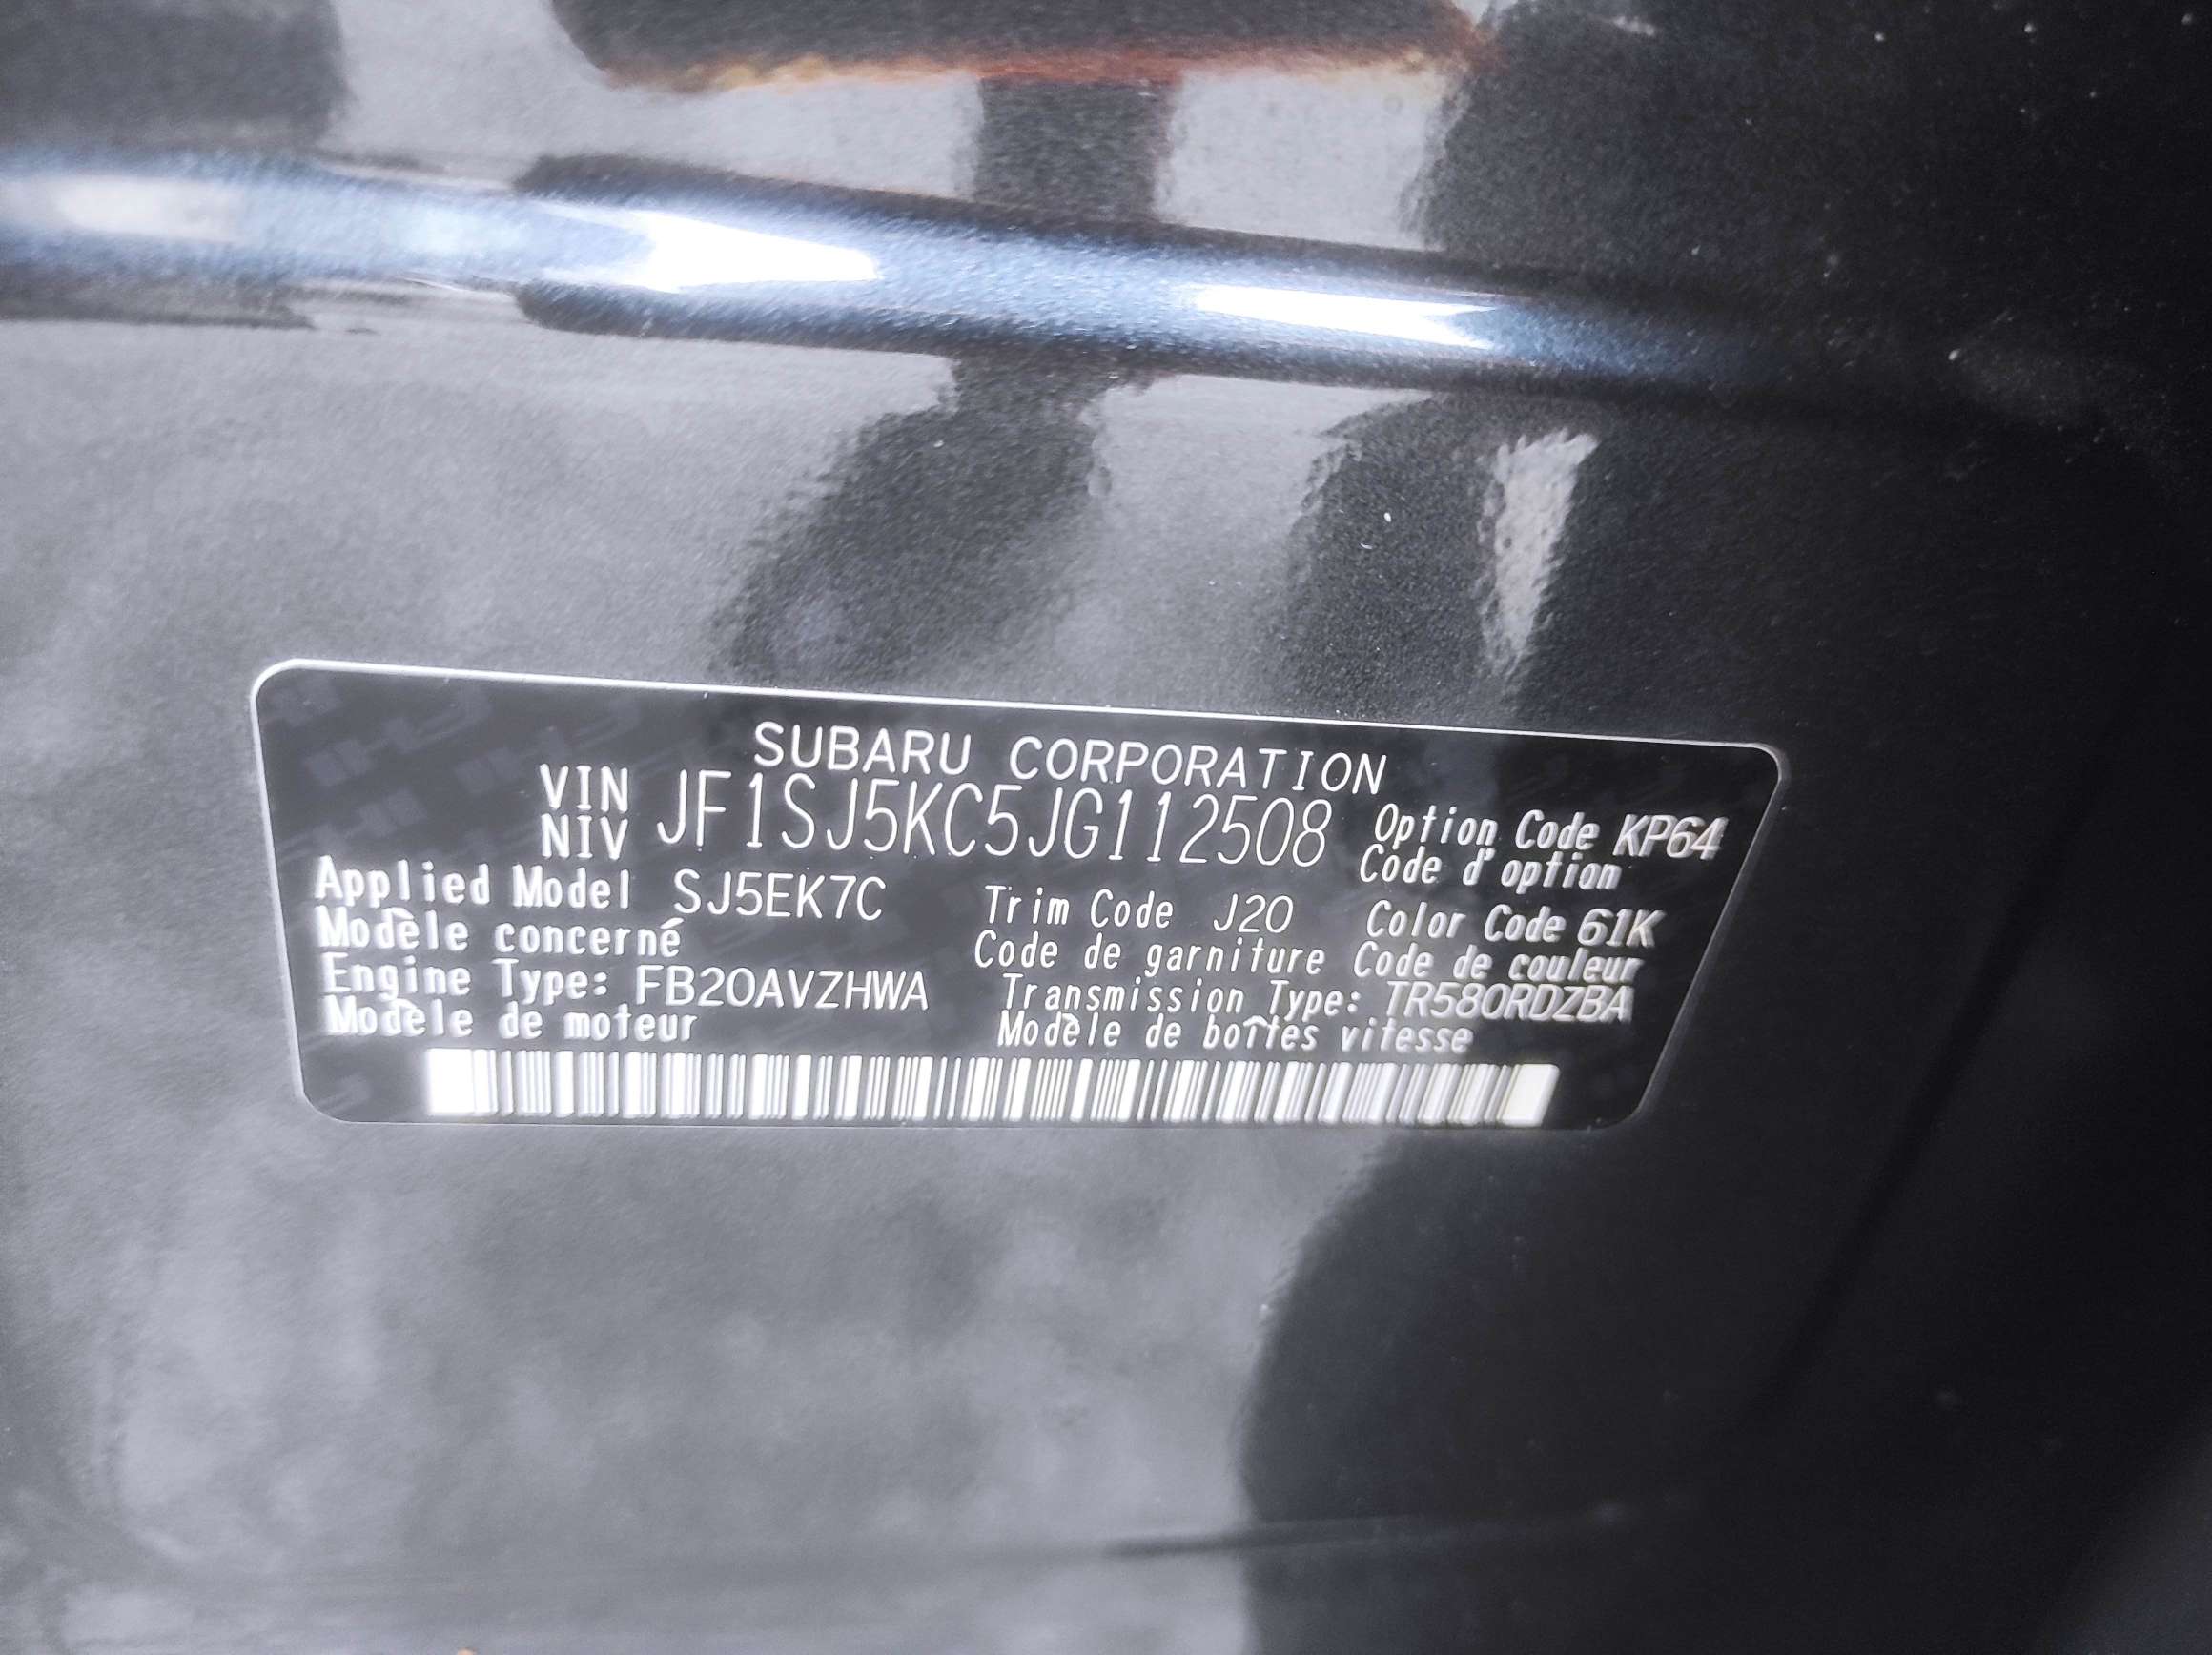 SUBARU CORPORATION
VIN JF1SJ5KC5JG112508 Option Code KP64
NIV Code d'option
Applied Model SJ5EK7C Trim Code J20 Color Code 61K
Modèle concerné Code de garniture Code de couleur
Engine Type: FB20AVZHWA Transmission Type: TR580RDZBA
Modèle de moteur Modèle de boîtes vitesse